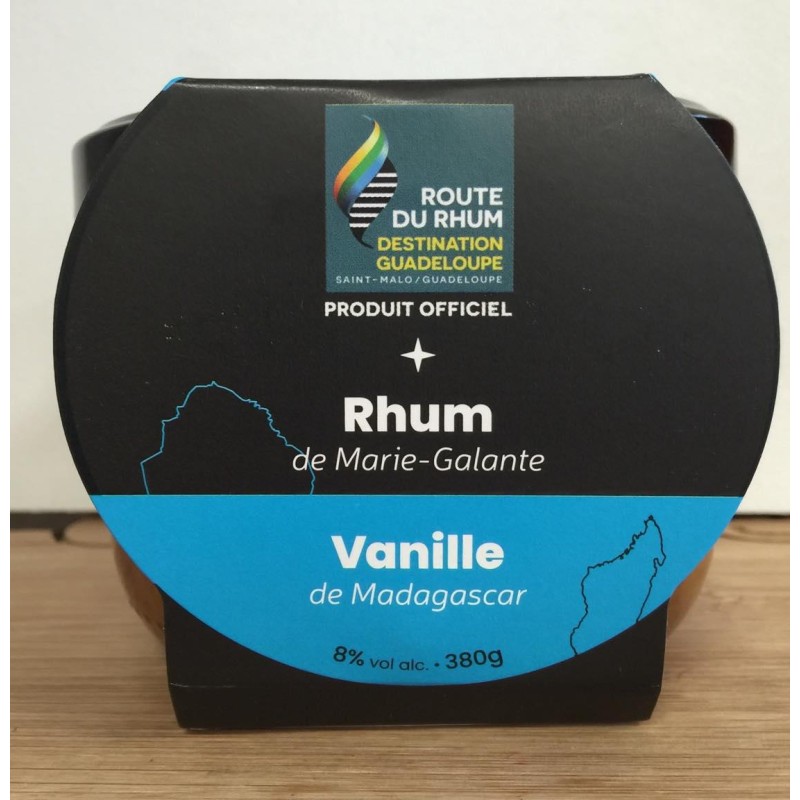 ROUTE
DU RHUM
DESTINATION
GUADELOUPE
SAINT-MALO/GUADELOUPE
PRODUIT OFFICIEL
Rhum
de Marie-Galante
Vanille
de Madagascar
8% vol alc. • 380g